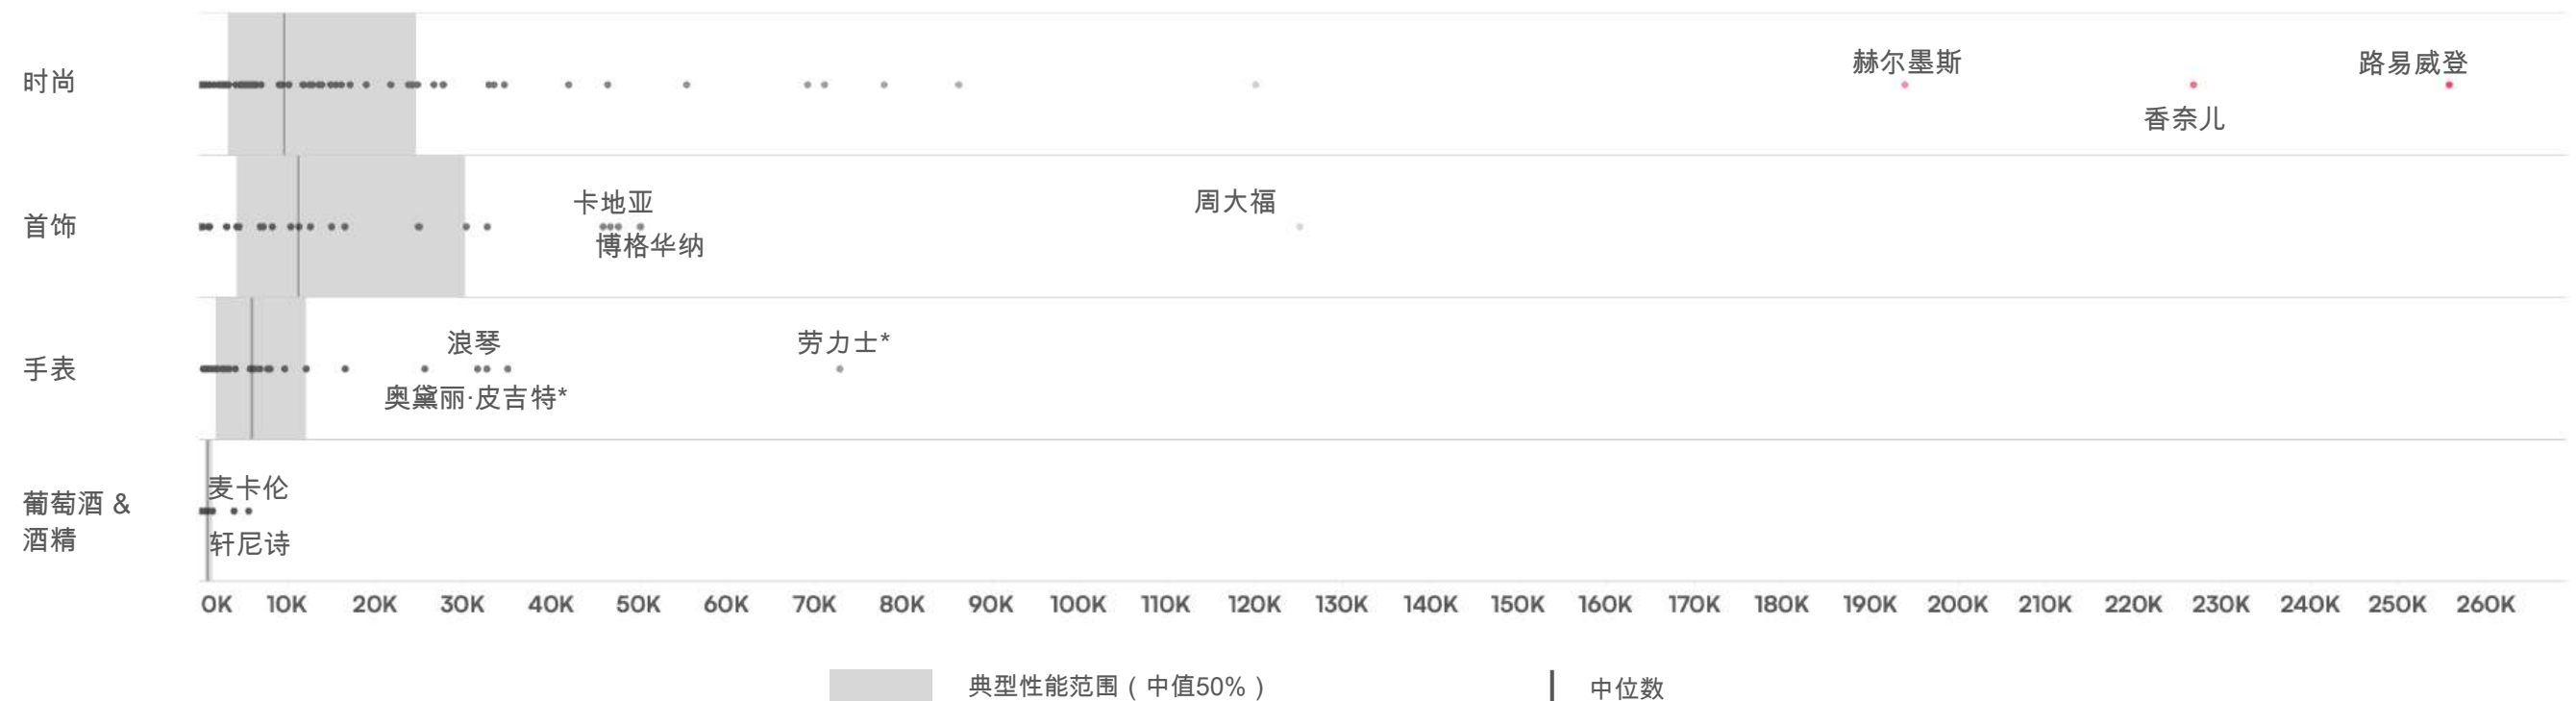 赫尔墨斯
路易威登
时尚
香奈儿
卡地亚
周大福
首饰
博格华纳
浪琴
劳力士*
手表
奥黛丽·皮吉特*
麦卡伦
葡萄酒 &
酒精
轩尼诗
0K 10K 20K 30K 40K 50K 60K 70K 80K 90K 100K 110K 120K 130K 140K 150K 160K 170K 180K 190K 200K 210K 220K 230K 240K 250K 260K
典型性能范围（中值50%）
中位数